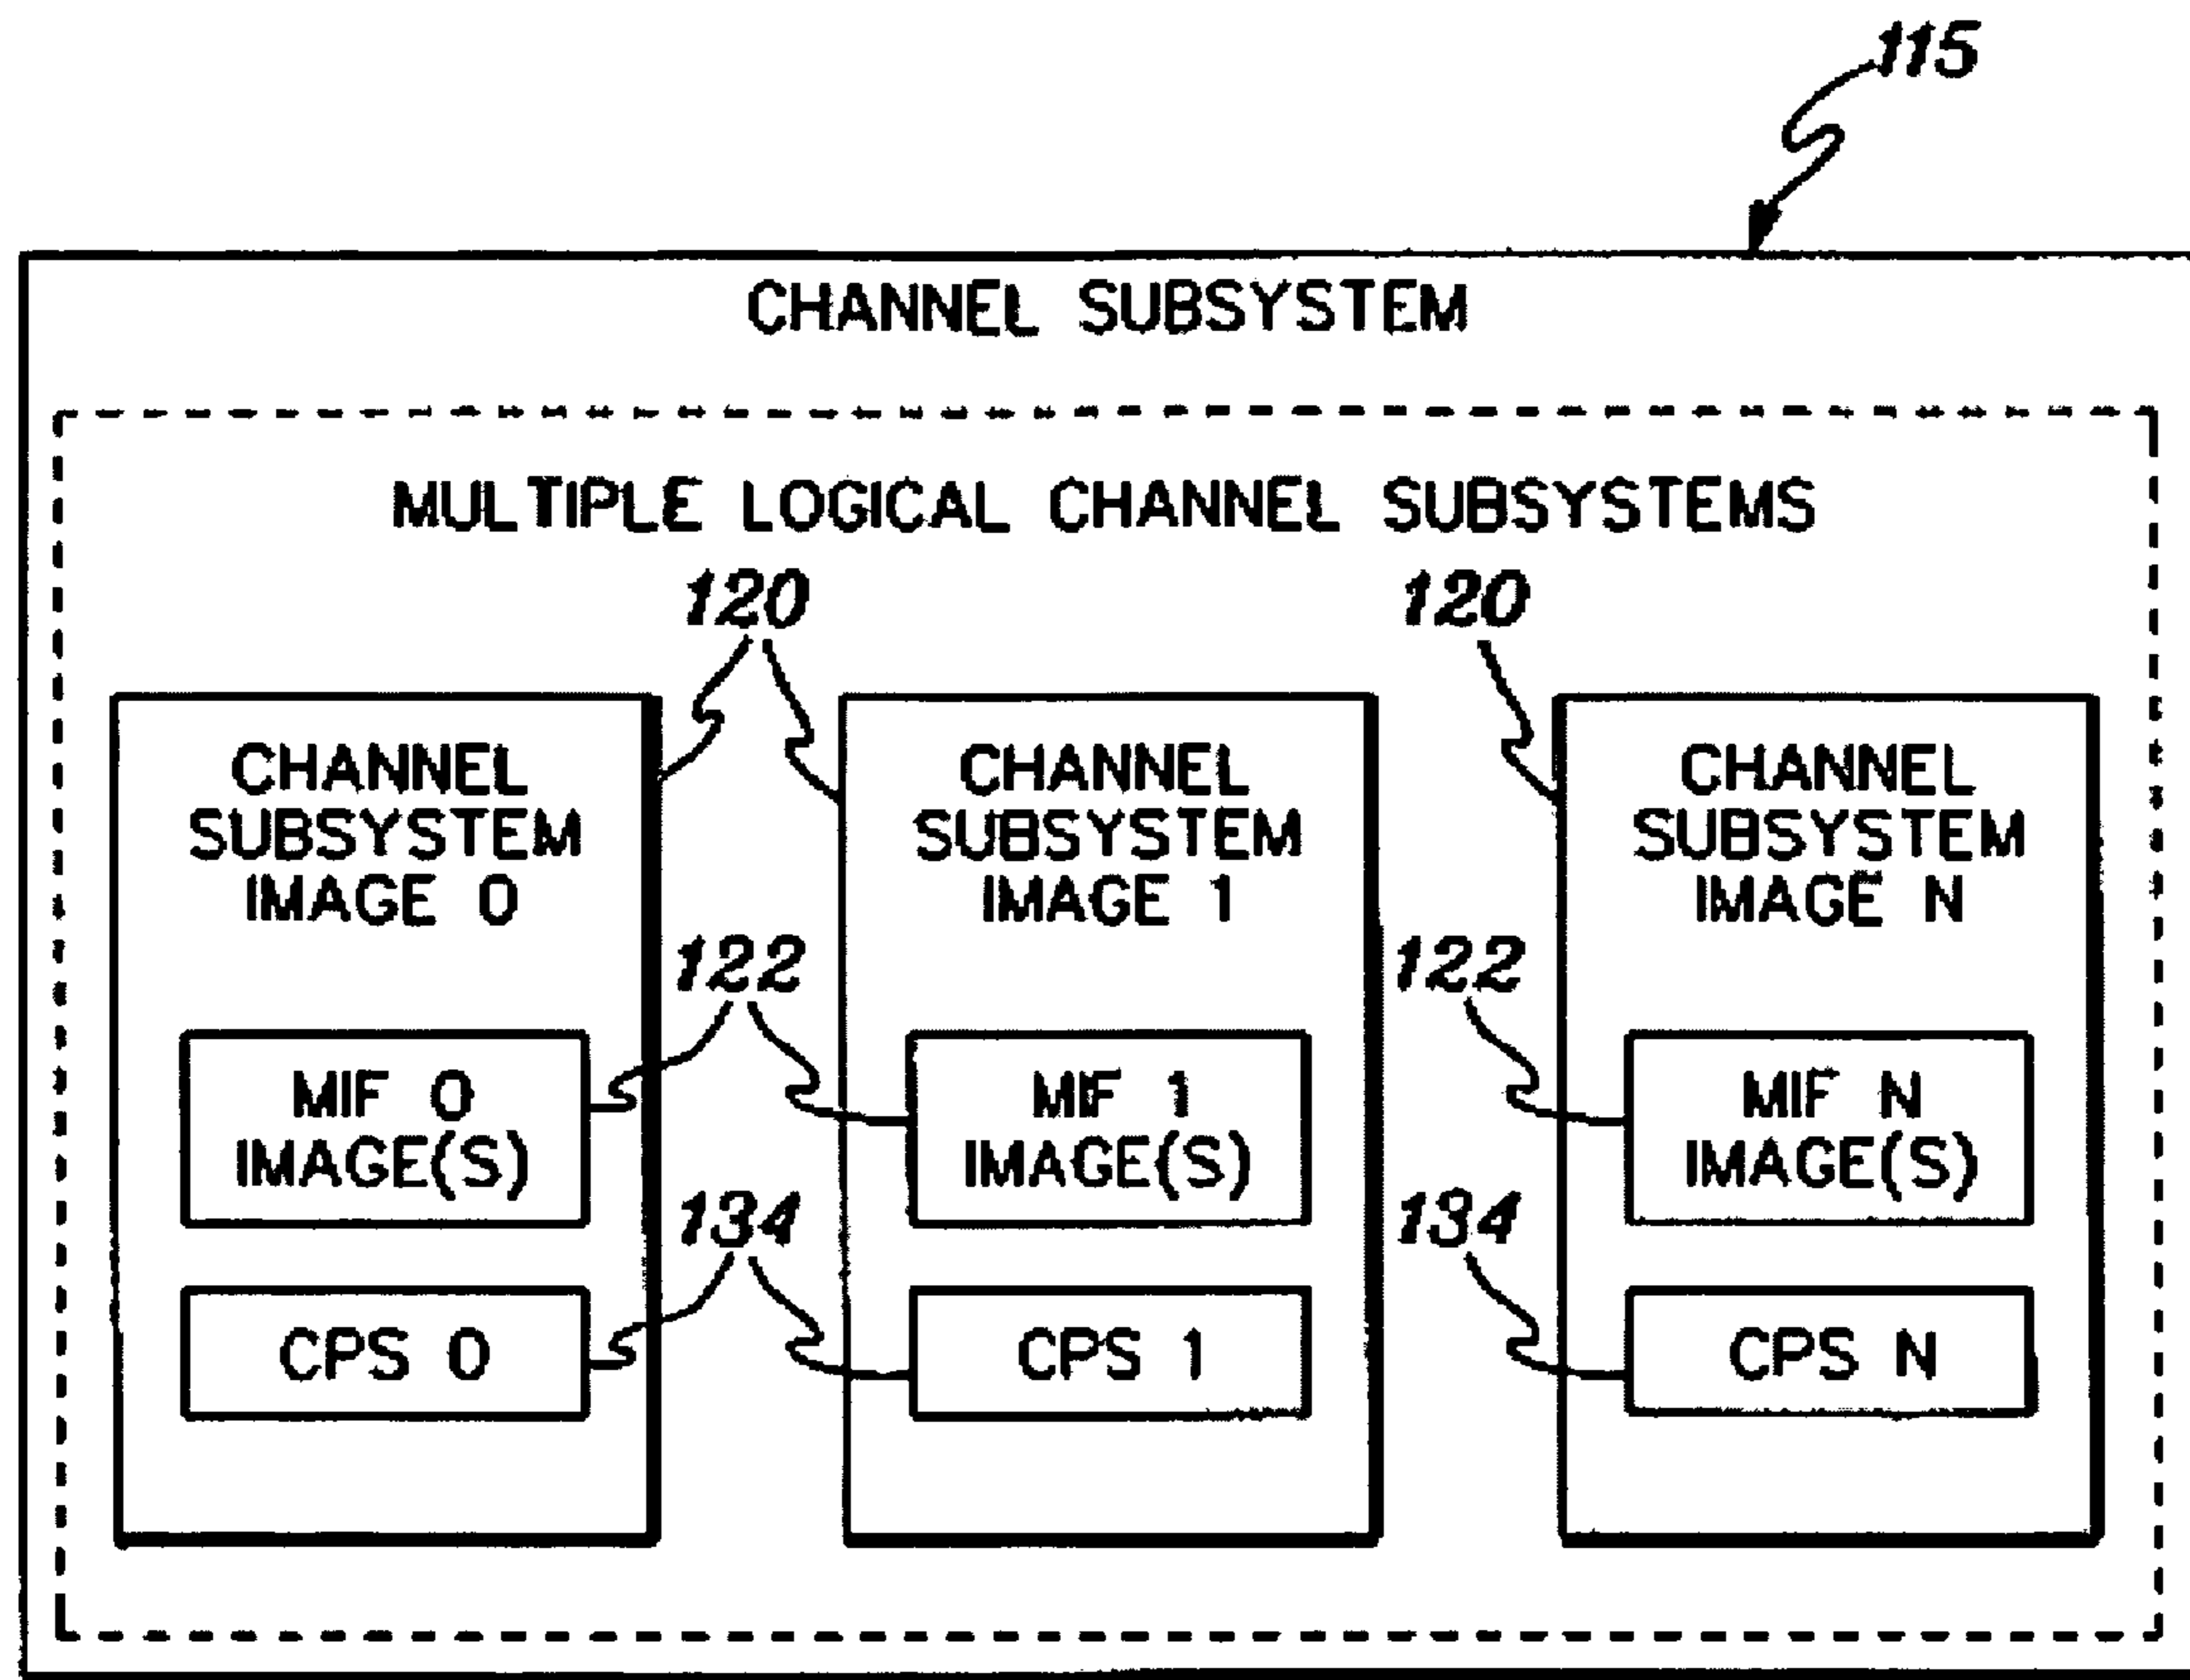 115
CHANNEL SUBSYSTEM
MULTIPLE LOGICAL CHANNEL SUBSYSTEMS
120
120
CHANNEL
SUBSYSTEM
IMAGE 0
CHANNEL
SUBSYSTEM
IMAGE 1
CHANNEL
SUBSYSTEM
IMAGE N
122
122
MIF 0
IMAGE(S)
MIF 1
IMAGE(S)
MIF N
IMAGE(S)
134
134
CPS 0
CPS 1
CPS N